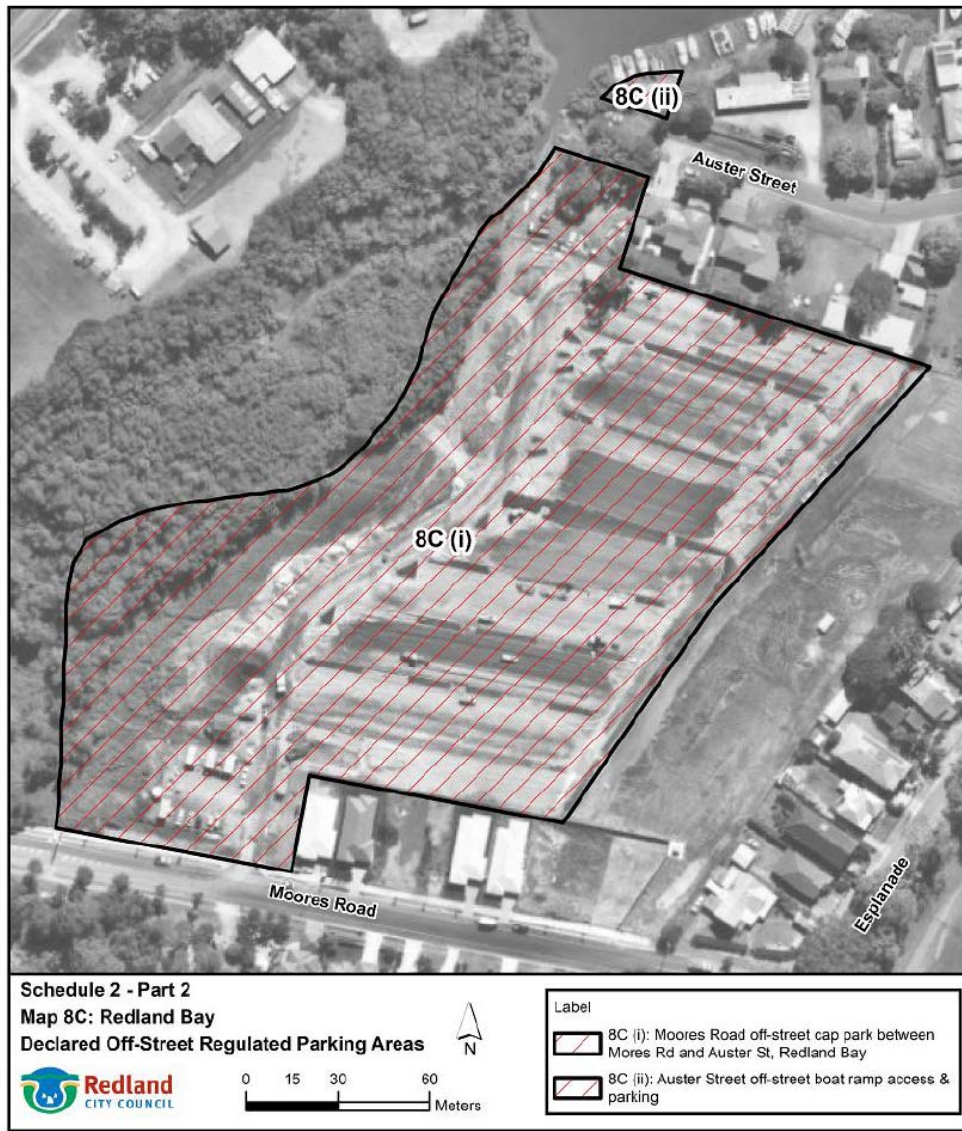 8C (ii)
Auster Street
8C (i)
Moores Road
Esplanade
Schedule 2 - Part 2
Map 8C: Redland Bay
Declared Off-Street Regulated Parking Areas
N
Redland
CITY COUNCIL
0 15 30 60
Meters
Label
8C (i): Moores Road off-street cap park between
Mores Rd and Auster St, Redland Bay
8C (ii): Auster Street off-street boat ramp access &
parking